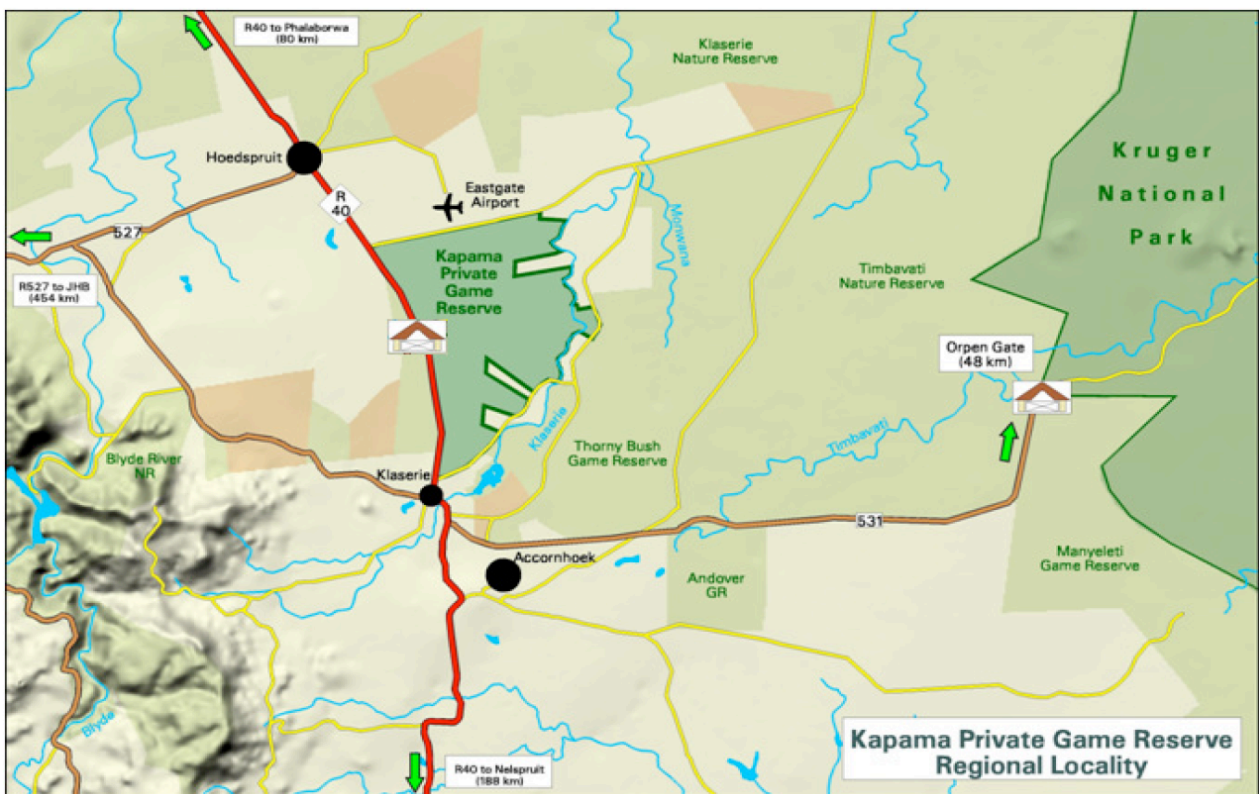 R40 to Phalaborwa
(80 km)
Klaserie
Nature Reserve
Hoedspruit
Kruger
National
Park
R
40
Eastgate
Airport
527
Monwana
R527 to JHB
(454 km)
Kapama
Private
Game
Reserve
Timbavati
Nature Reserve
Orpen Gate
(48 km)
Klaserie
Timbavati
Thorny Bush
Game Reserve
Blyde River
NR
Klaserie
531
Accornhoek
Andover
GR
Manyeleti
Game Reserve
Blyde
Kapama Private Game Reserve
Regional Locality
R40 to Nelspruit
(188 km)